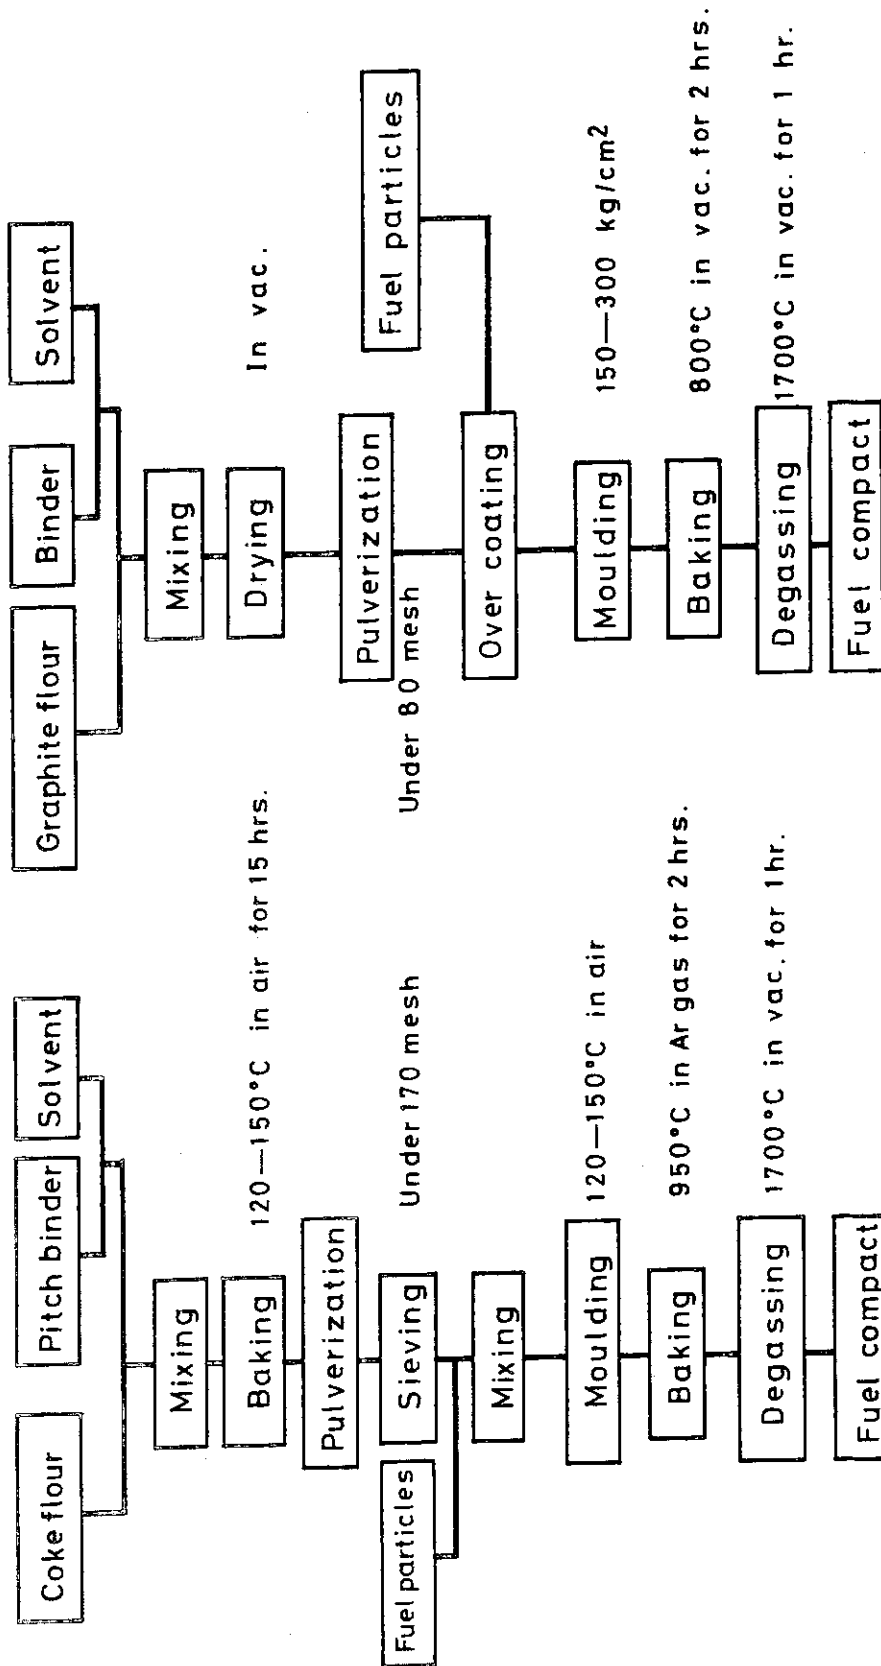 Coke flour
Pitch binder
Solvent
Mixing
Baking
120—150°C in air for 15 hrs.
Pulverization
Sieving
Under 170 mesh
Fuel particles
Mixing
Moulding
120—150°C in air
Baking
950°C in Ar gas for 2 hrs.
Degassing
1700°C in vac. for 1hr.
Fuel compact
Graphite flour
Binder
Solvent
Mixing
Drying
In vac.
Pulverization
Under 80 mesh
Fuel particles
Over coating
Moulding
150—300 kg/cm²
Baking
800°C in vac. for 2 hrs.
Degassing
1700°C in vac. for 1 hr.
Fuel compact